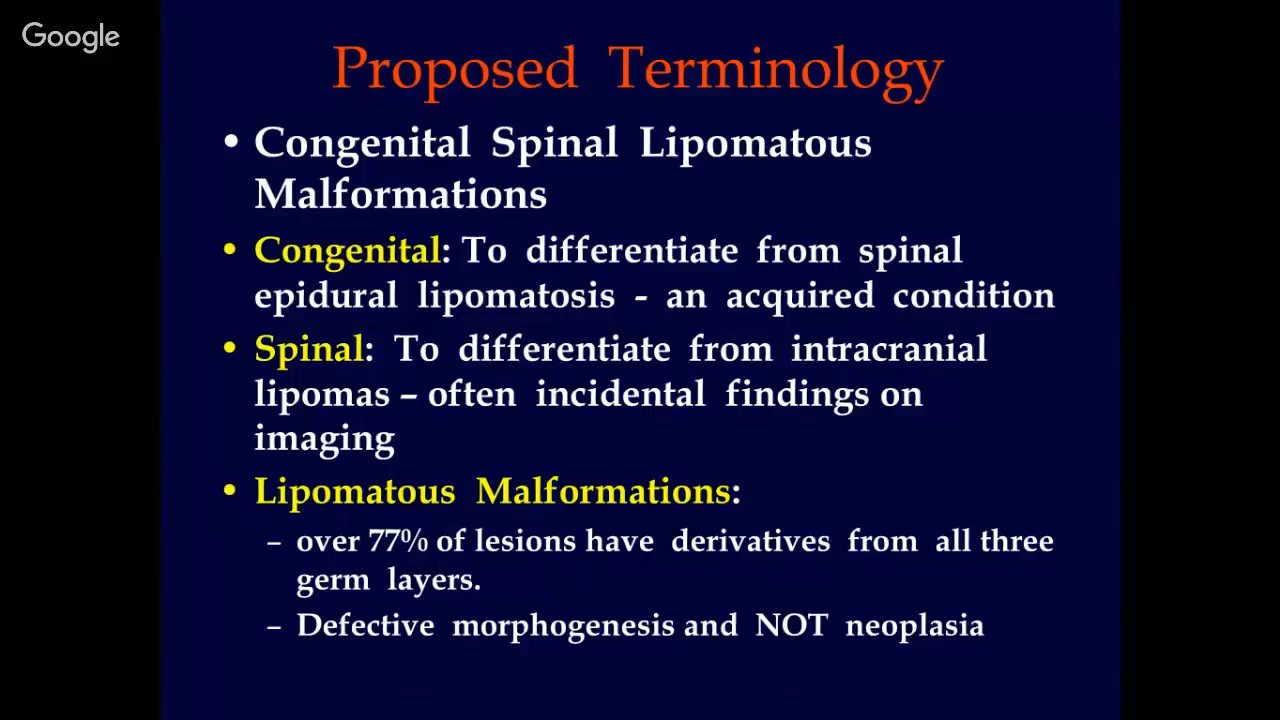 Google
Proposed Terminology
• Congenital Spinal Lipomatous
Malformations
• Congenital: To differentiate from spinal
epidural lipomatosis - an acquired condition
• Spinal: To differentiate from intracranial
lipomas – often incidental findings on
imaging
• Lipomatous Malformations:
– over 77% of lesions have derivatives from all three
germ layers.
– Defective morphogenesis and NOT neoplasia